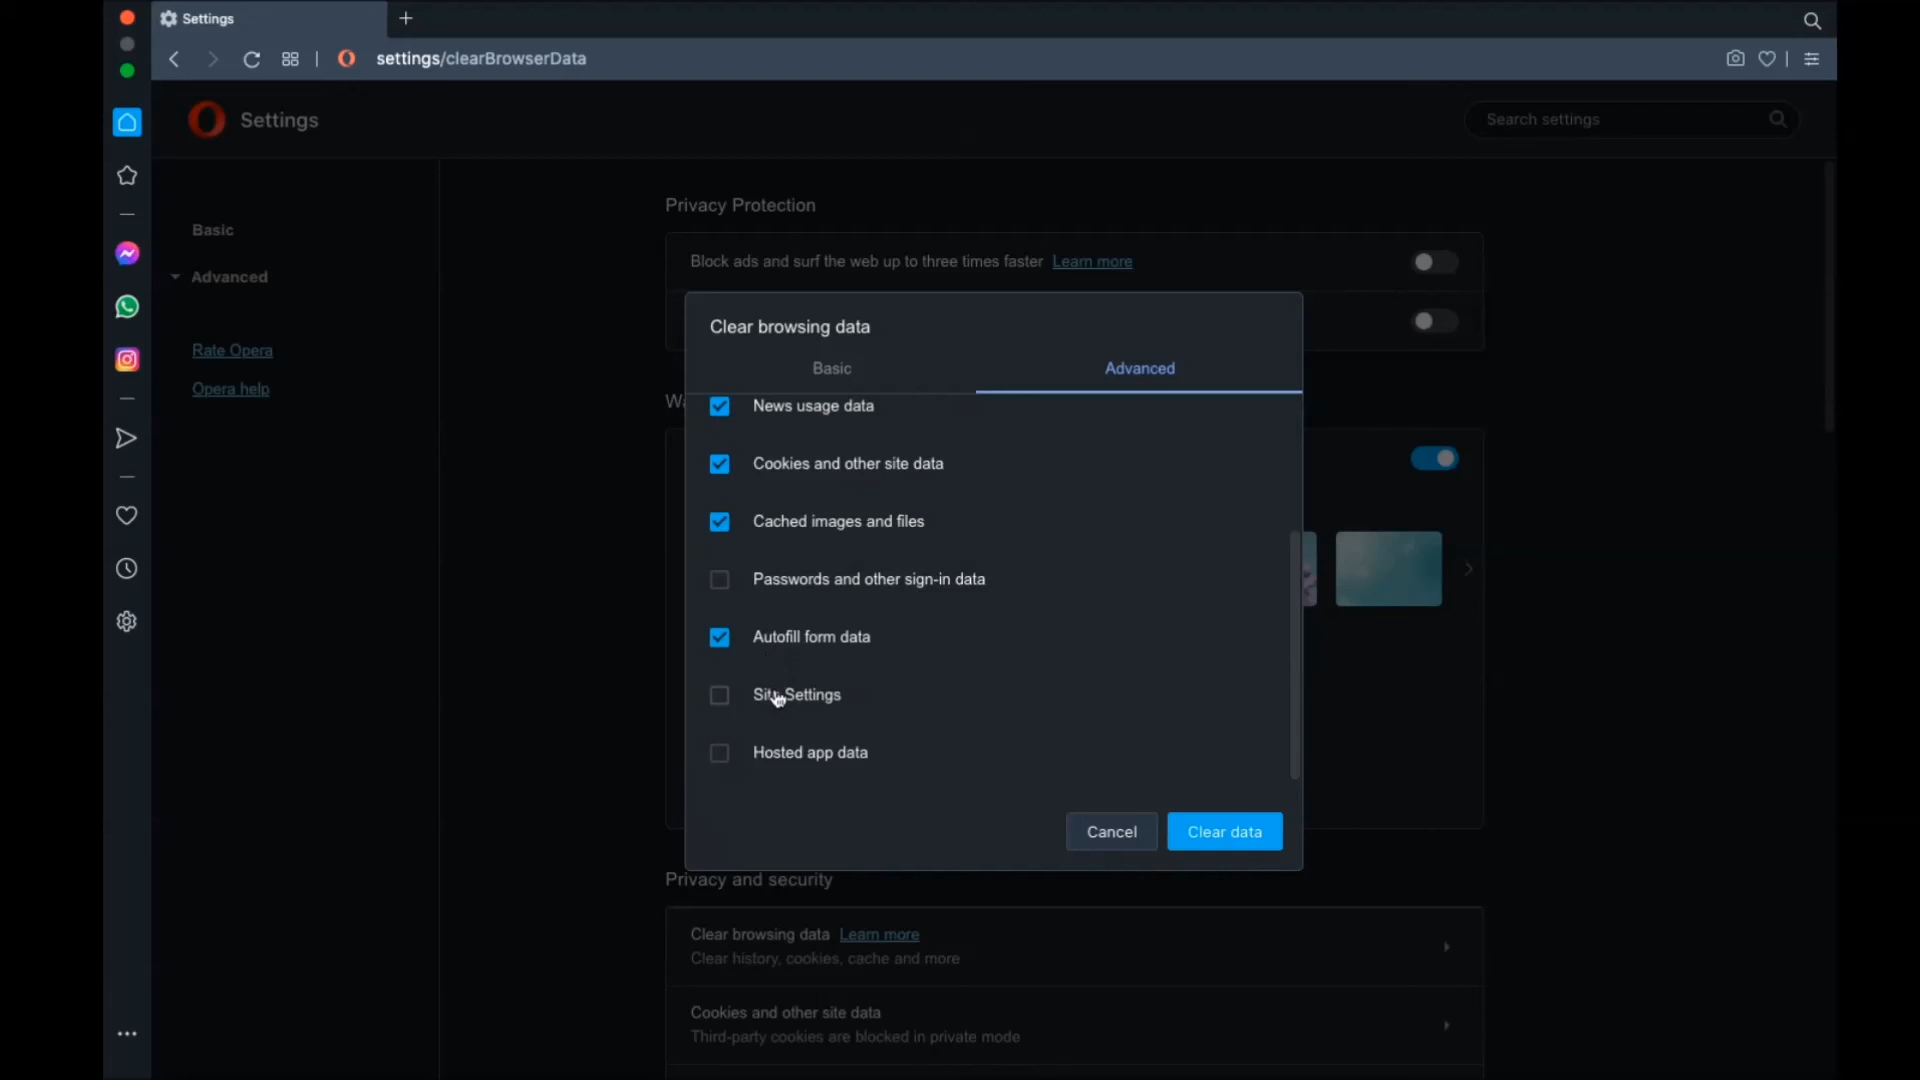 Settings
settings/clearBrowserData
Settings
Search settings
Basic
Advanced
Rate Opera
Opera help
Privacy Protection
Block ads and surf the web up to three times faster Learn more
Clear browsing data
Basic
Advanced
News usage data
Cookies and other site data
Cached images and files
Passwords and other sign-in data
Autofill form data
Site Settings
Hosted app data
Cancel
Clear data
Privacy and security
Clear browsing data Learn more
Clear history, cookies, cache and more
Cookies and other site data
Third-party cookies are blocked in private mode